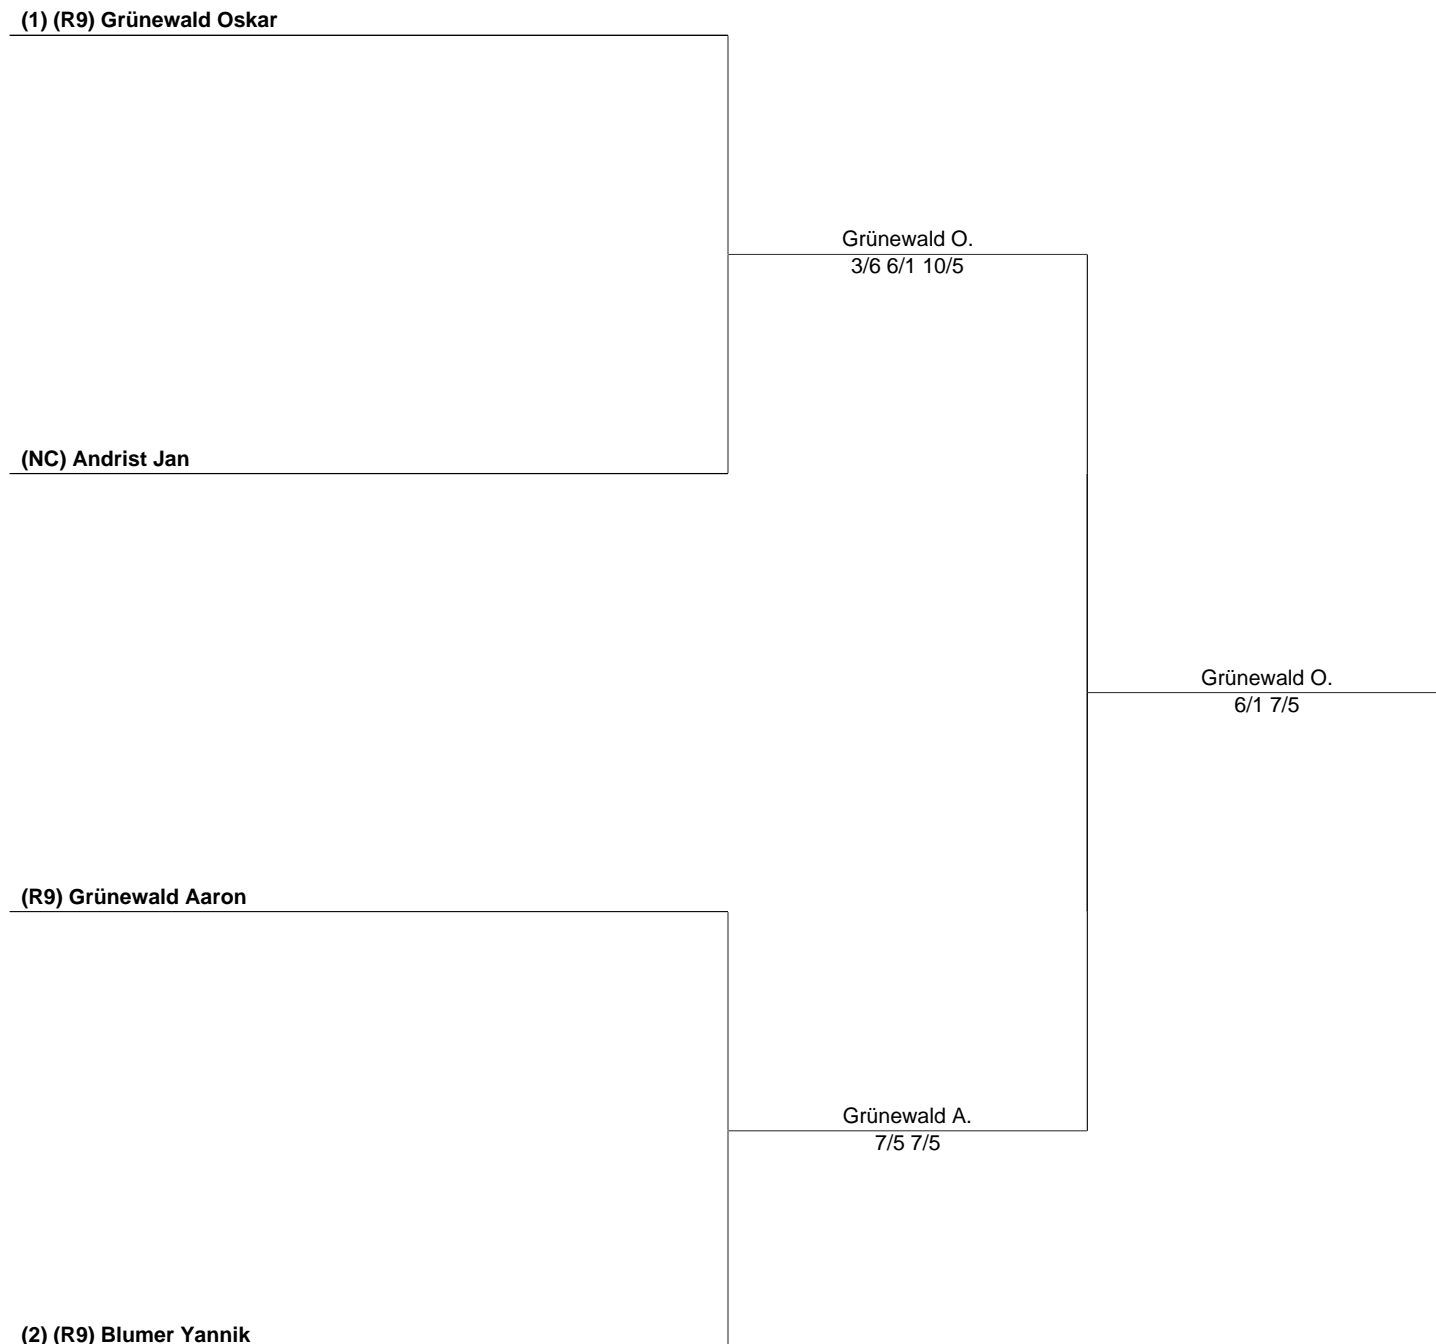 (1) (R9) Grünewald Oskar
Grünewald O.
3/6 6/1 10/5
(NC) Andrist Jan
Grünewald O.
6/1 7/5
(R9) Grünewald Aaron
Grünewald A.
7/5 7/5
(2) (R9) Blumer Yannik